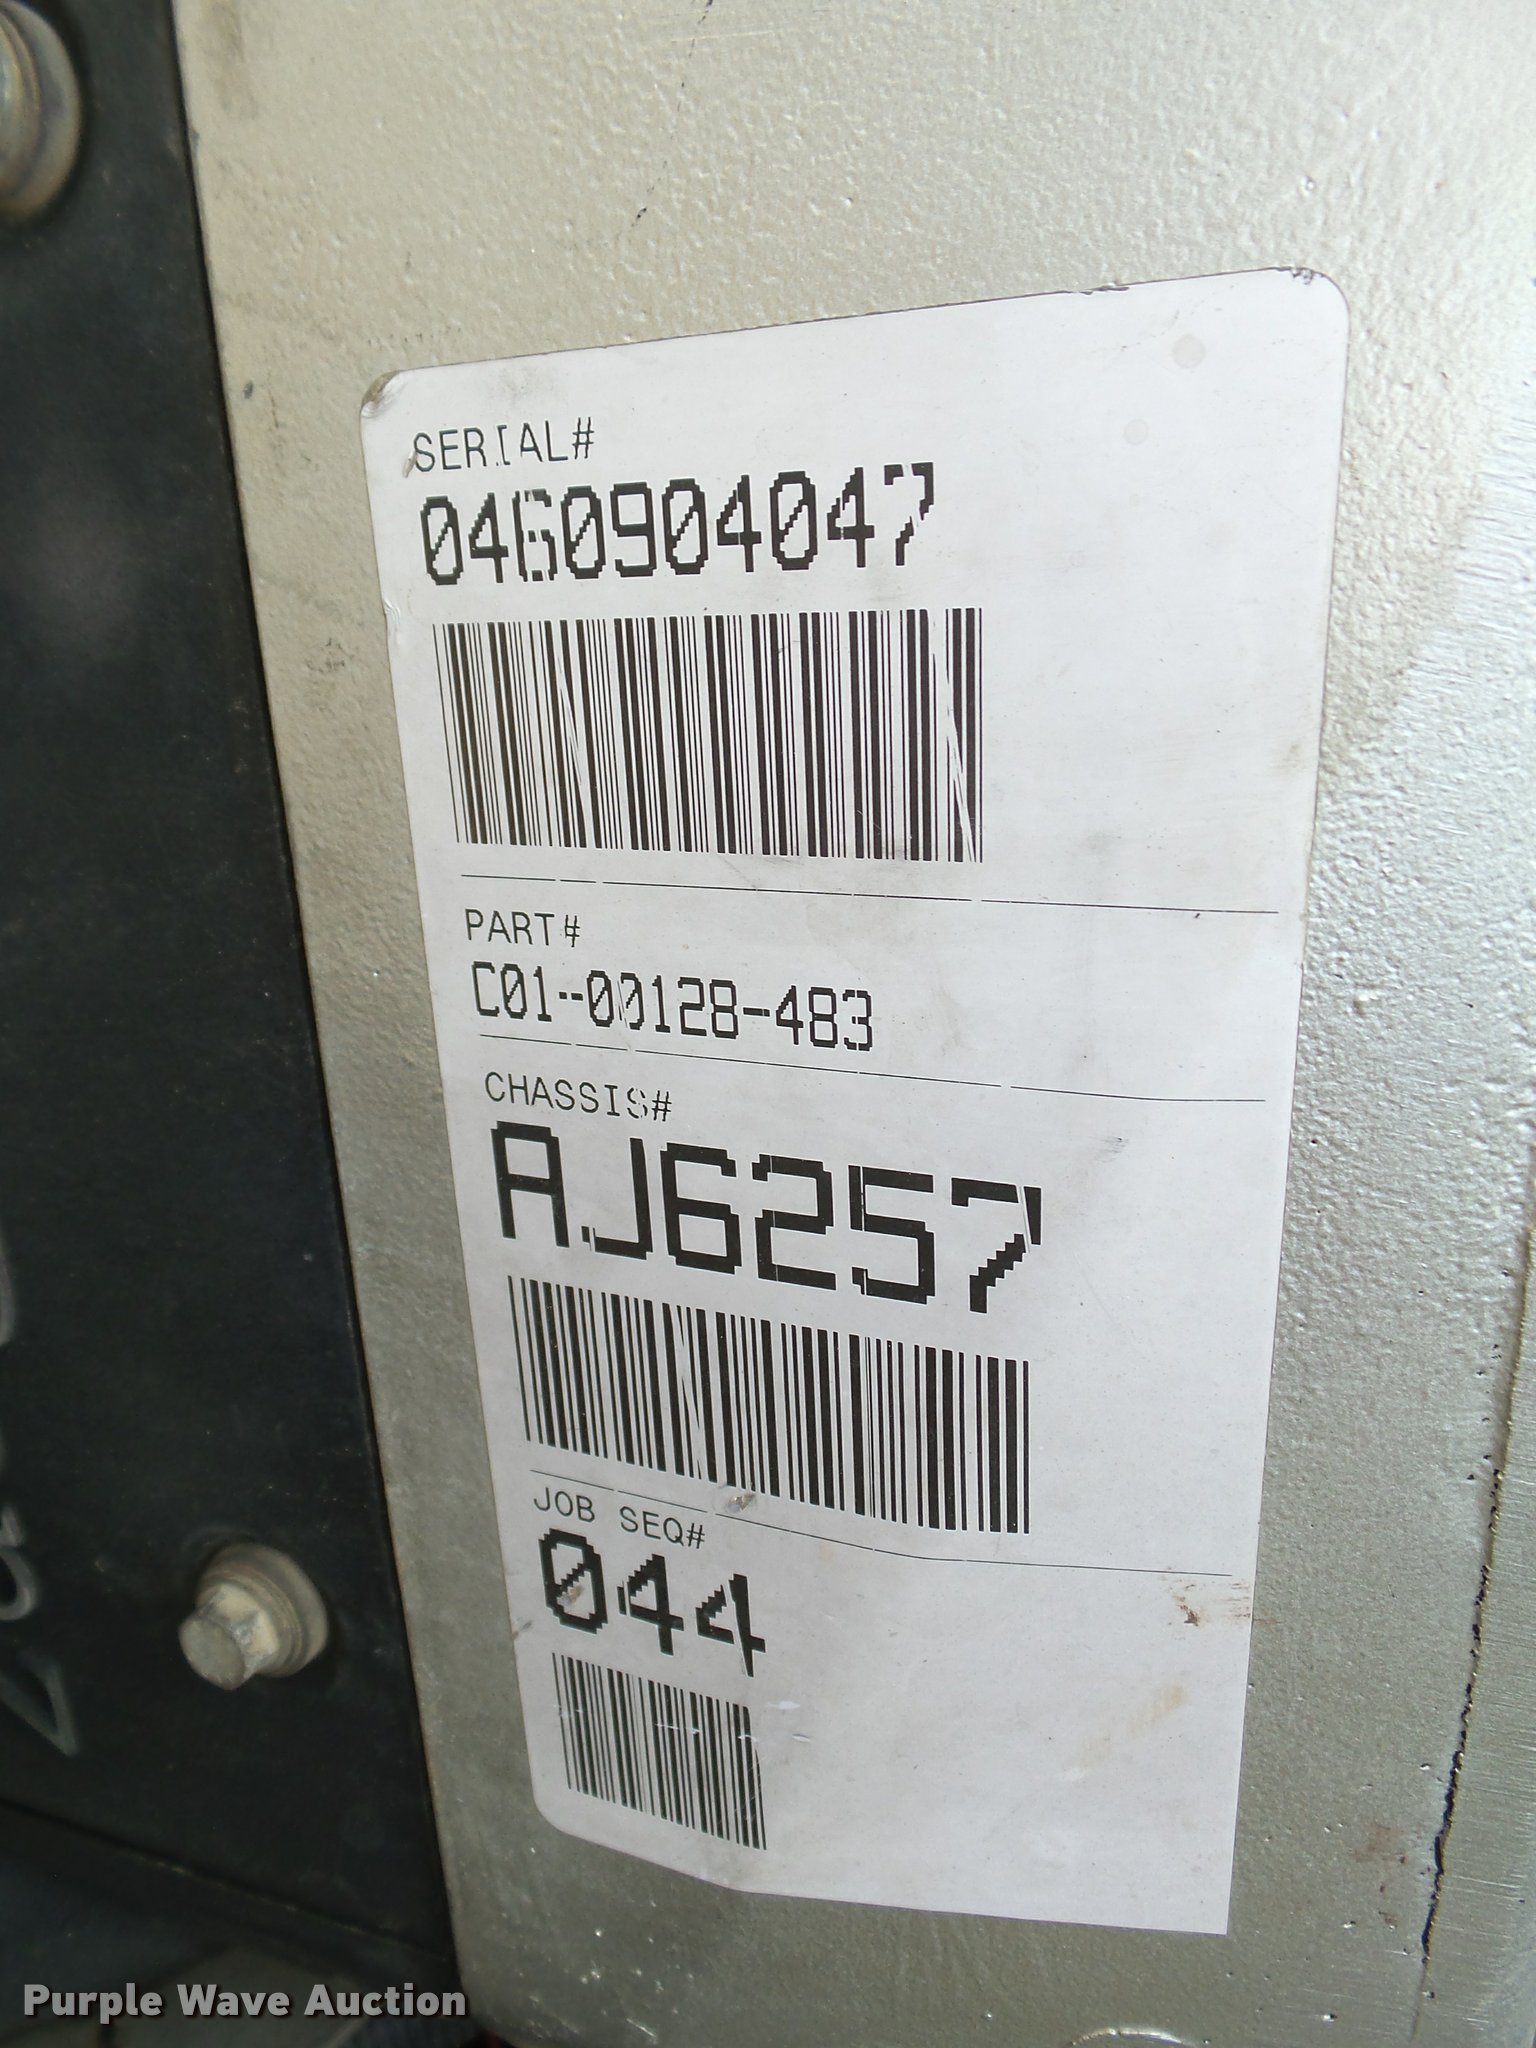 SERIAL#
0460904047
PART#
C01-00128-483
CHASSIS#
AJ6257
JOB SEQ#
044
Purple Wave Auction